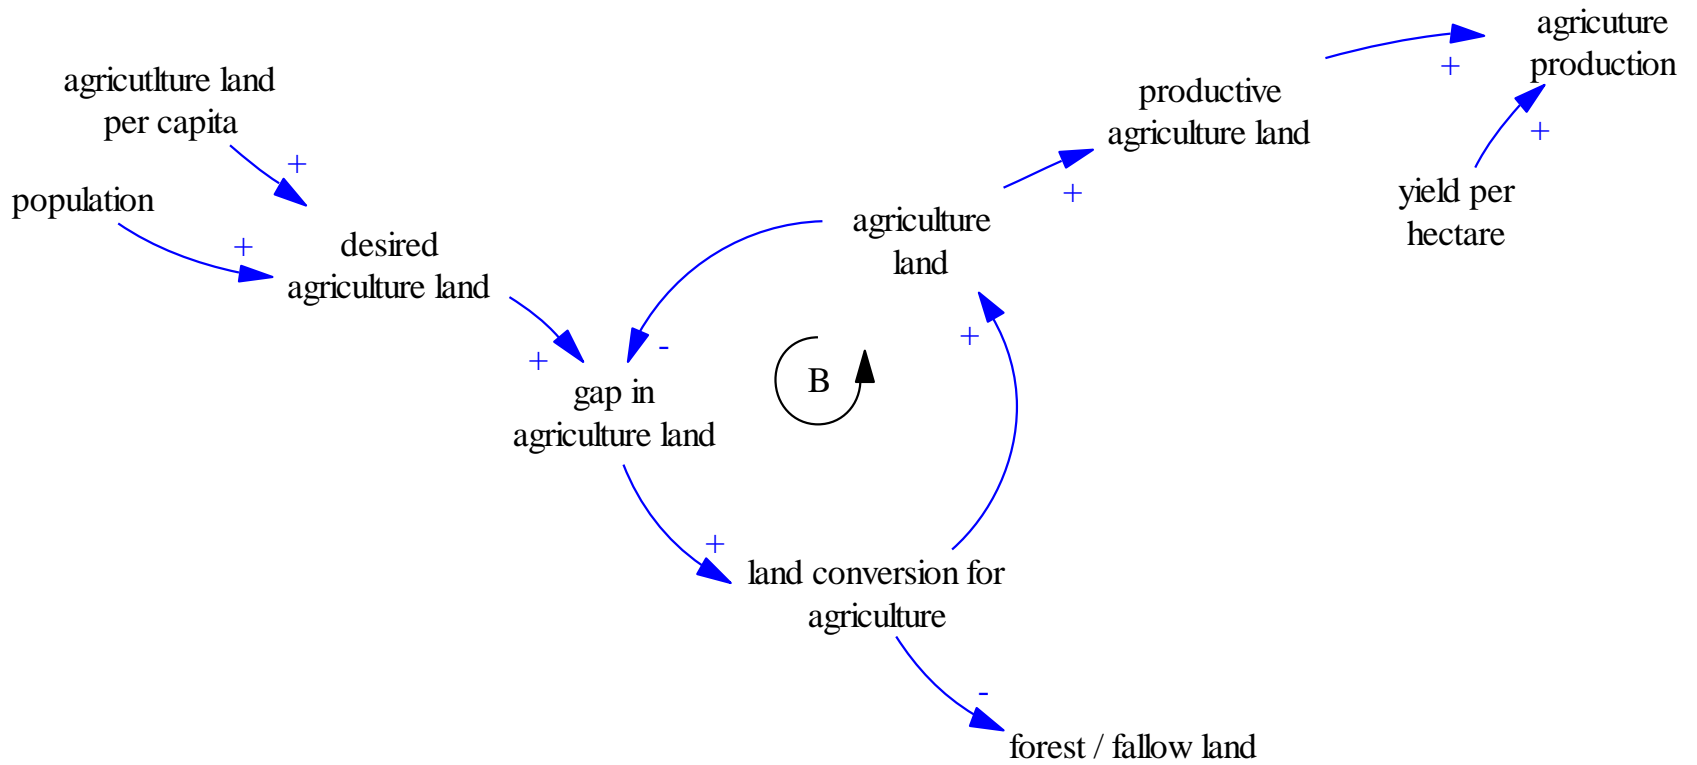 agricutlture land
per capita
+
population
+
desired
agriculture land
+
gap in
agriculture land
-
B
+
land conversion for
agriculture
+
agriculture
land
+
productive
agriculture land
+
agricuture
production
+
yield per
hectare
-
forest / fallow land